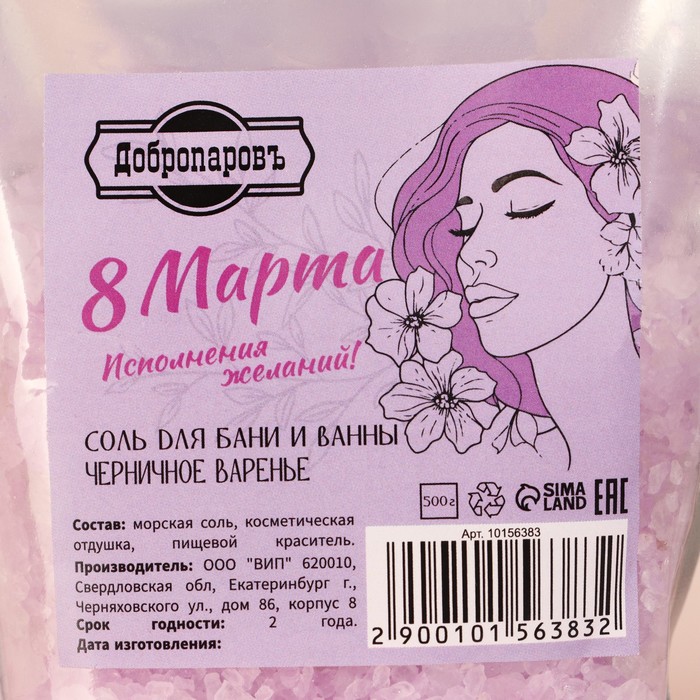 Добропаровъ
8 Марта
Исполнения
желаний!
СОЛЬ ДЛЯ БАНИ И ВАННЫ
ЧЕРНИЧНОЕ ВАРЕНЬЕ
500 г
SIMA
LAND
EAC
Состав: морская соль, косметическая
отдушка, пищевой краситель.
Производитель: ООО "ВИП" 620010,
Свердловская обл, Екатеринбург г.,
Черняховского ул., дом 86, корпус 8
Срок годности: 2 года.
Дата изготовления:
Арт. 10156383
2 900101 563832